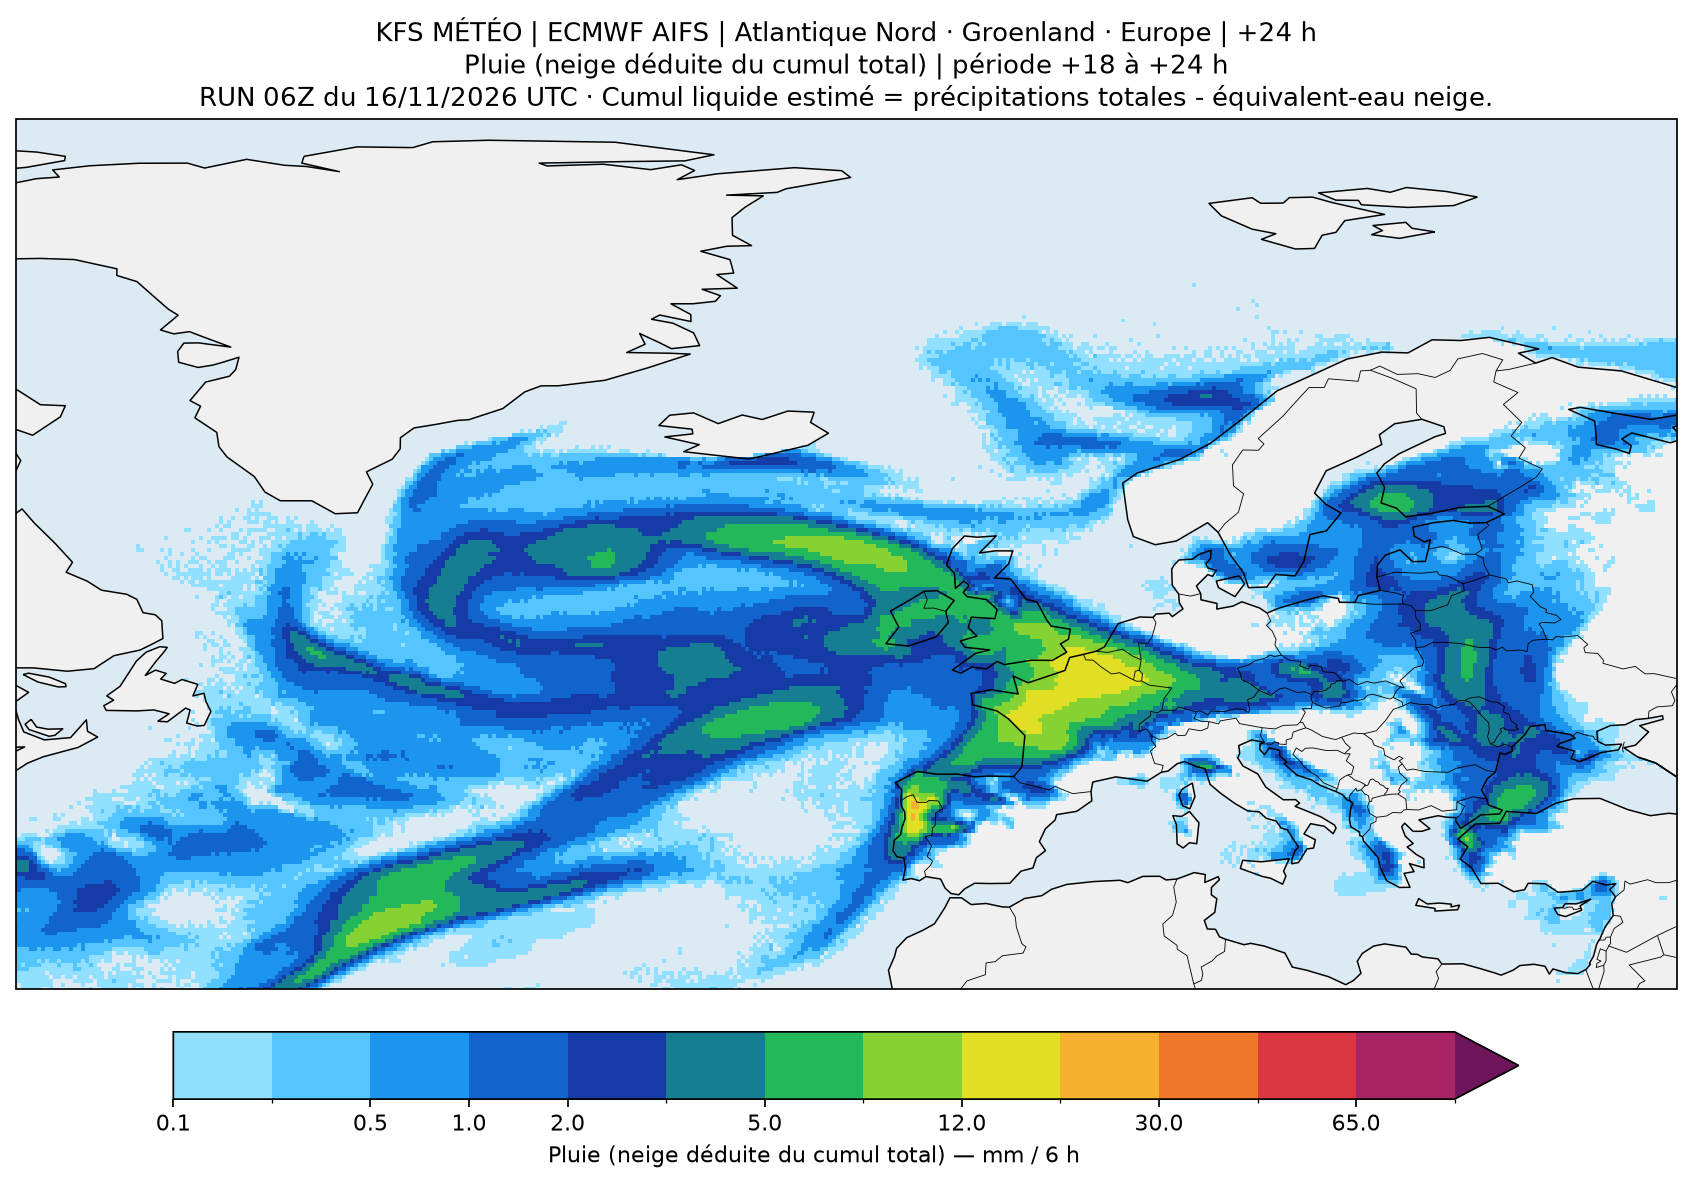 KFS MÉTÉO | ECMWF AIFS | Atlantique Nord · Groenland · Europe | +24 h
Pluie (neige déduite du cumul total) | période +18 à +24 h
RUN 06Z du 16/11/2026 UTC · Cumul liquide estimé = précipitations totales - équivalent-eau neige.
0.1 0.5 1.0 2.0 5.0 12.0 30.0 65.0
Pluie (neige déduite du cumul total) — mm / 6 h